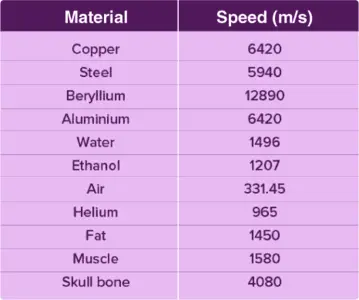 Material Speed (m/s)
Copper 6420
Steel 5940
Beryllium 12890
Aluminium 6420
Water 1496
Ethanol 1207
Air 331.45
Helium 965
Fat 1450
Muscle 1580
Skull bone 4080